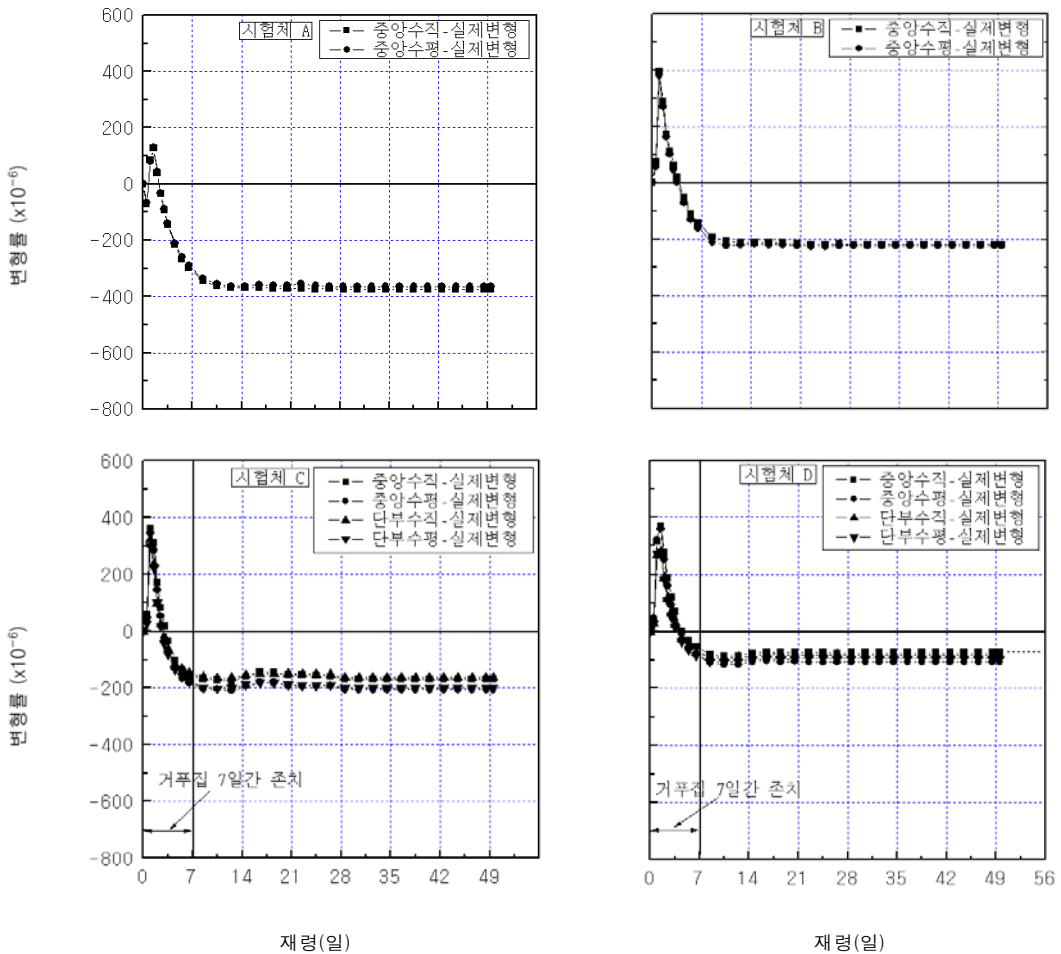 시험체 A
중앙수직-실제변형
중앙수평-실제변형
600
400
200
0
-200
-400
-600
-800
변형률 (x10⁻⁶)
시험체 B
중앙수직-실제변형
중앙수평-실제변형
시험체 C
중앙수직-실제변형
중앙수평-실제변형
단부수직-실제변형
단부수평-실제변형
600
400
200
0
-200
-400
-600
-800
변형률 (x10⁻⁶)
거푸집 7일간 존치
0 7 14 21 28 35 42 49
재령(일)
시험체 D
중앙수직-실제변형
중앙수평-실제변형
단부수직-실제변형
단부수평-실제변형
거푸집 7일간 존치
0 7 14 21 28 35 42 49 56
재령(일)